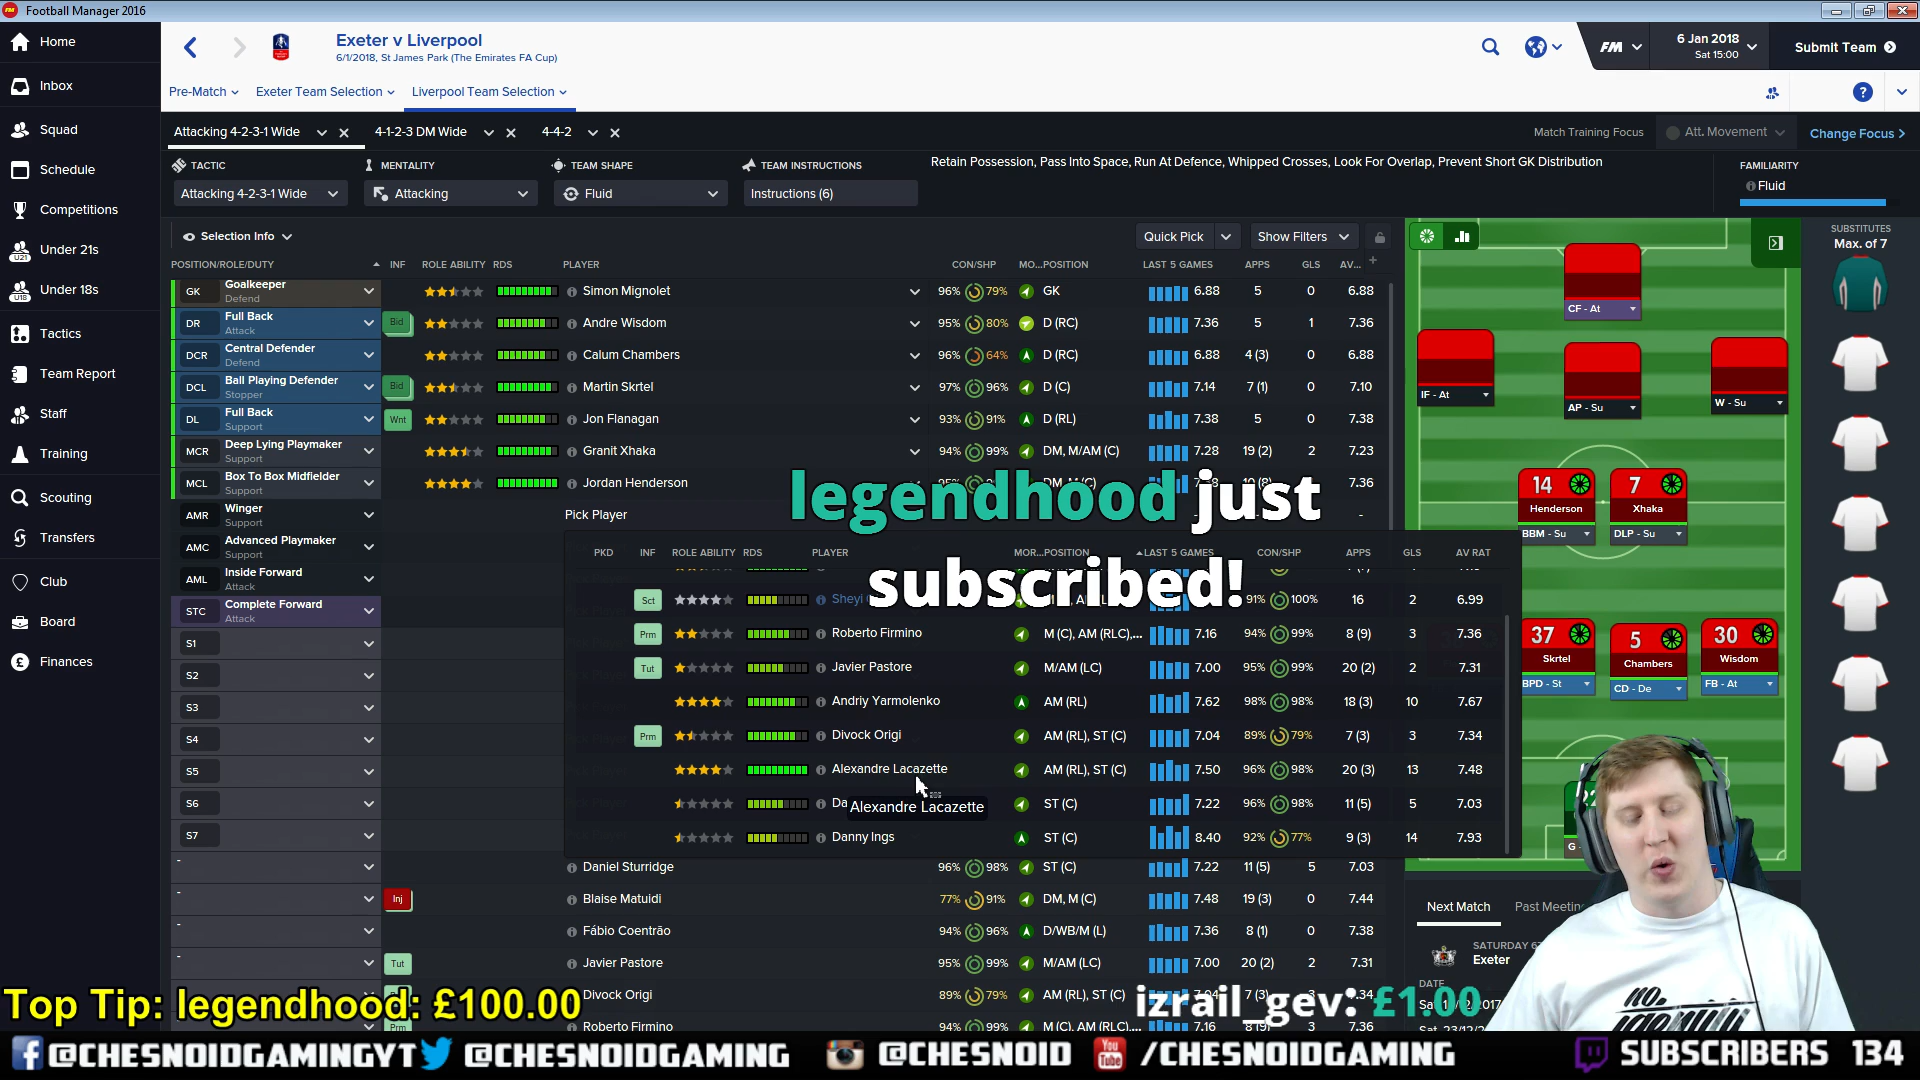 Football Manager 2016
Home
Inbox
Squad
Schedule
Competitions
Under 21s
Under 18s
Tactics
Team Report
Staff
Training
Scouting
Transfers
Club
Board
Finances
Exeter v Liverpool
6/1/2018, St James Park (The Emirates FA Cup)
FM
6 Jan 2018
Sat 15:00
Submit Team
Pre-Match
Exeter Team Selection
Liverpool Team Selection
Attacking 4-2-3-1 Wide
4-1-2-3 DM Wide
4-4-2
Match Training Focus
Att. Movement
Change Focus
TACTIC
MENTALITY
TEAM SHAPE
TEAM INSTRUCTIONS
Retain Possession, Pass Into Space, Run At Defence, Whipped Crosses, Look For Overlap, Prevent Short GK Distribution
FAMILIARITY
Attacking 4-2-3-1 Wide
Attacking
Fluid
Instructions (6)
Fluid
Selection Info
Quick Pick
Show Filters
POSITION/ROLE/DUTY INF ROLE ABILITY RDS PLAYER CON/SHP MO... POSITION LAST 5 GAMES APPS GLS AV...
GK Goalkeeper Defend Simon Mignolet 96% 79% GK 6.88 5 0 6.88
DR Full Back Attack Bid Andre Wisdom 95% 80% D (RC) 7.36 5 1 7.36
DCR Central Defender Defend Calum Chambers 96% 64% D (RC) 6.88 4 (3) 0 6.88
DCL Ball Playing Defender Stopper Bid Martin Skrtel 97% 96% D (C) 7.14 7 (1) 0 7.10
DL Full Back Support Wnt Jon Flanagan 93% 91% D (RL) 7.38 5 0 7.38
MCR Deep Lying Playmaker Support Granit Xhaka 94% 99% DM, M/AM (C) 7.28 19 (2) 2 7.23
MCL Box To Box Midfielder Support Jordan Henderson 7.36
AMR Winger Support Pick Player -
AMC Advanced Playmaker Support
AML Inside Forward Attack
STC Complete Forward Attack
S1
S2
S3
S4
S5
S6
S7
legendhood just
subscribed!
PKD INF ROLE ABILITY RDS PLAYER MOR... POSITION LAST 5 GAMES CON/SHP APPS GLS AV RAT
Sct Sheyi 91% 100% 16 2 6.99
Prm Roberto Firmino M (C), AM (RLC),... 7.16 94% 99% 8 (9) 3 7.36
Tut Javier Pastore M/AM (LC) 7.00 95% 99% 20 (2) 2 7.31
Andriy Yarmolenko AM (RL) 7.62 98% 98% 18 (3) 10 7.67
Prm Divock Origi AM (RL), ST (C) 7.04 89% 79% 7 (3) 3 7.34
Alexandre Lacazette AM (RL), ST (C) 7.50 96% 98% 20 (3) 13 7.48
Da ST (C) 7.22 96% 98% 11 (5) 5 7.03
Alexandre Lacazette
Danny Ings ST (C) 8.40 92% 77% 9 (3) 14 7.93
- Daniel Sturridge 96% 98% ST (C) 7.22 11 (5) 5 7.03
- Inj Blaise Matuidi 77% 91% DM, M (C) 7.48 19 (3) 0 7.44
- Fábio Coentrão 94% 96% D/WB/M (L) 7.36 8 (1) 0 7.38
- Tut Javier Pastore 95% 99% M/AM (LC) 7.00 20 (2) 2 7.31
Divock Origi 89% 79% AM (RL), ST (C) 7 (3)
Prm Roberto Firmino 94% 99% M (C), AM (RLC),... 7.16 8 (9) 3 7.36
SUBSTITUTES
Max. of 7
CF - At
IF - At
AP - Su
W - Su
14 Henderson BBM - Su
7 Xhaka DLP - Su
37 Skrtel BPD - St
5 Chambers CD - De
30 Wisdom FB - At
Next Match
Past Meetin
Exeter
DATE
Top Tip: legendhood: £100.00
izrail_gev: £1.00
@CHESNOIDGAMINGYT
@CHESNOIDGAMING
@CHESNOID
/CHESNOIDGAMING
SUBSCRIBERS 134